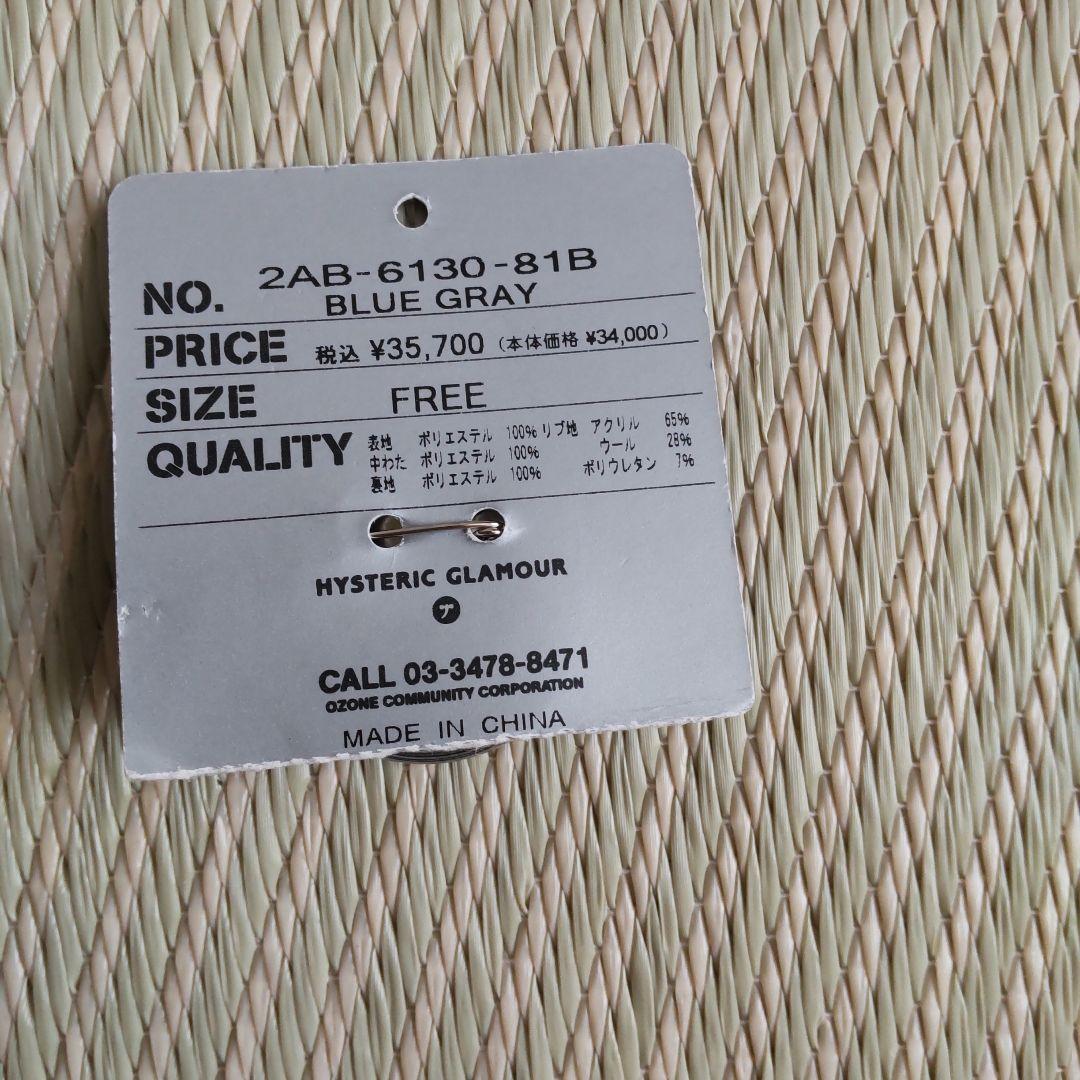 NO. 2AB-6130-81B
BLUE GRAY
PRICE 税込 ¥35,700 (本体価格 ¥34,000)
SIZE FREE
QUALITY 表地 ポリエステル 100% リブ地 アクリル 65%
中わた ポリエステル 100% ウール 28%
裏地 ポリエステル 100% ポリウレタン 7%
HYSTERIC GLAMOUR
CALL 03-3478-8471
OZONE COMMUNITY CORPORATION
MADE IN CHINA